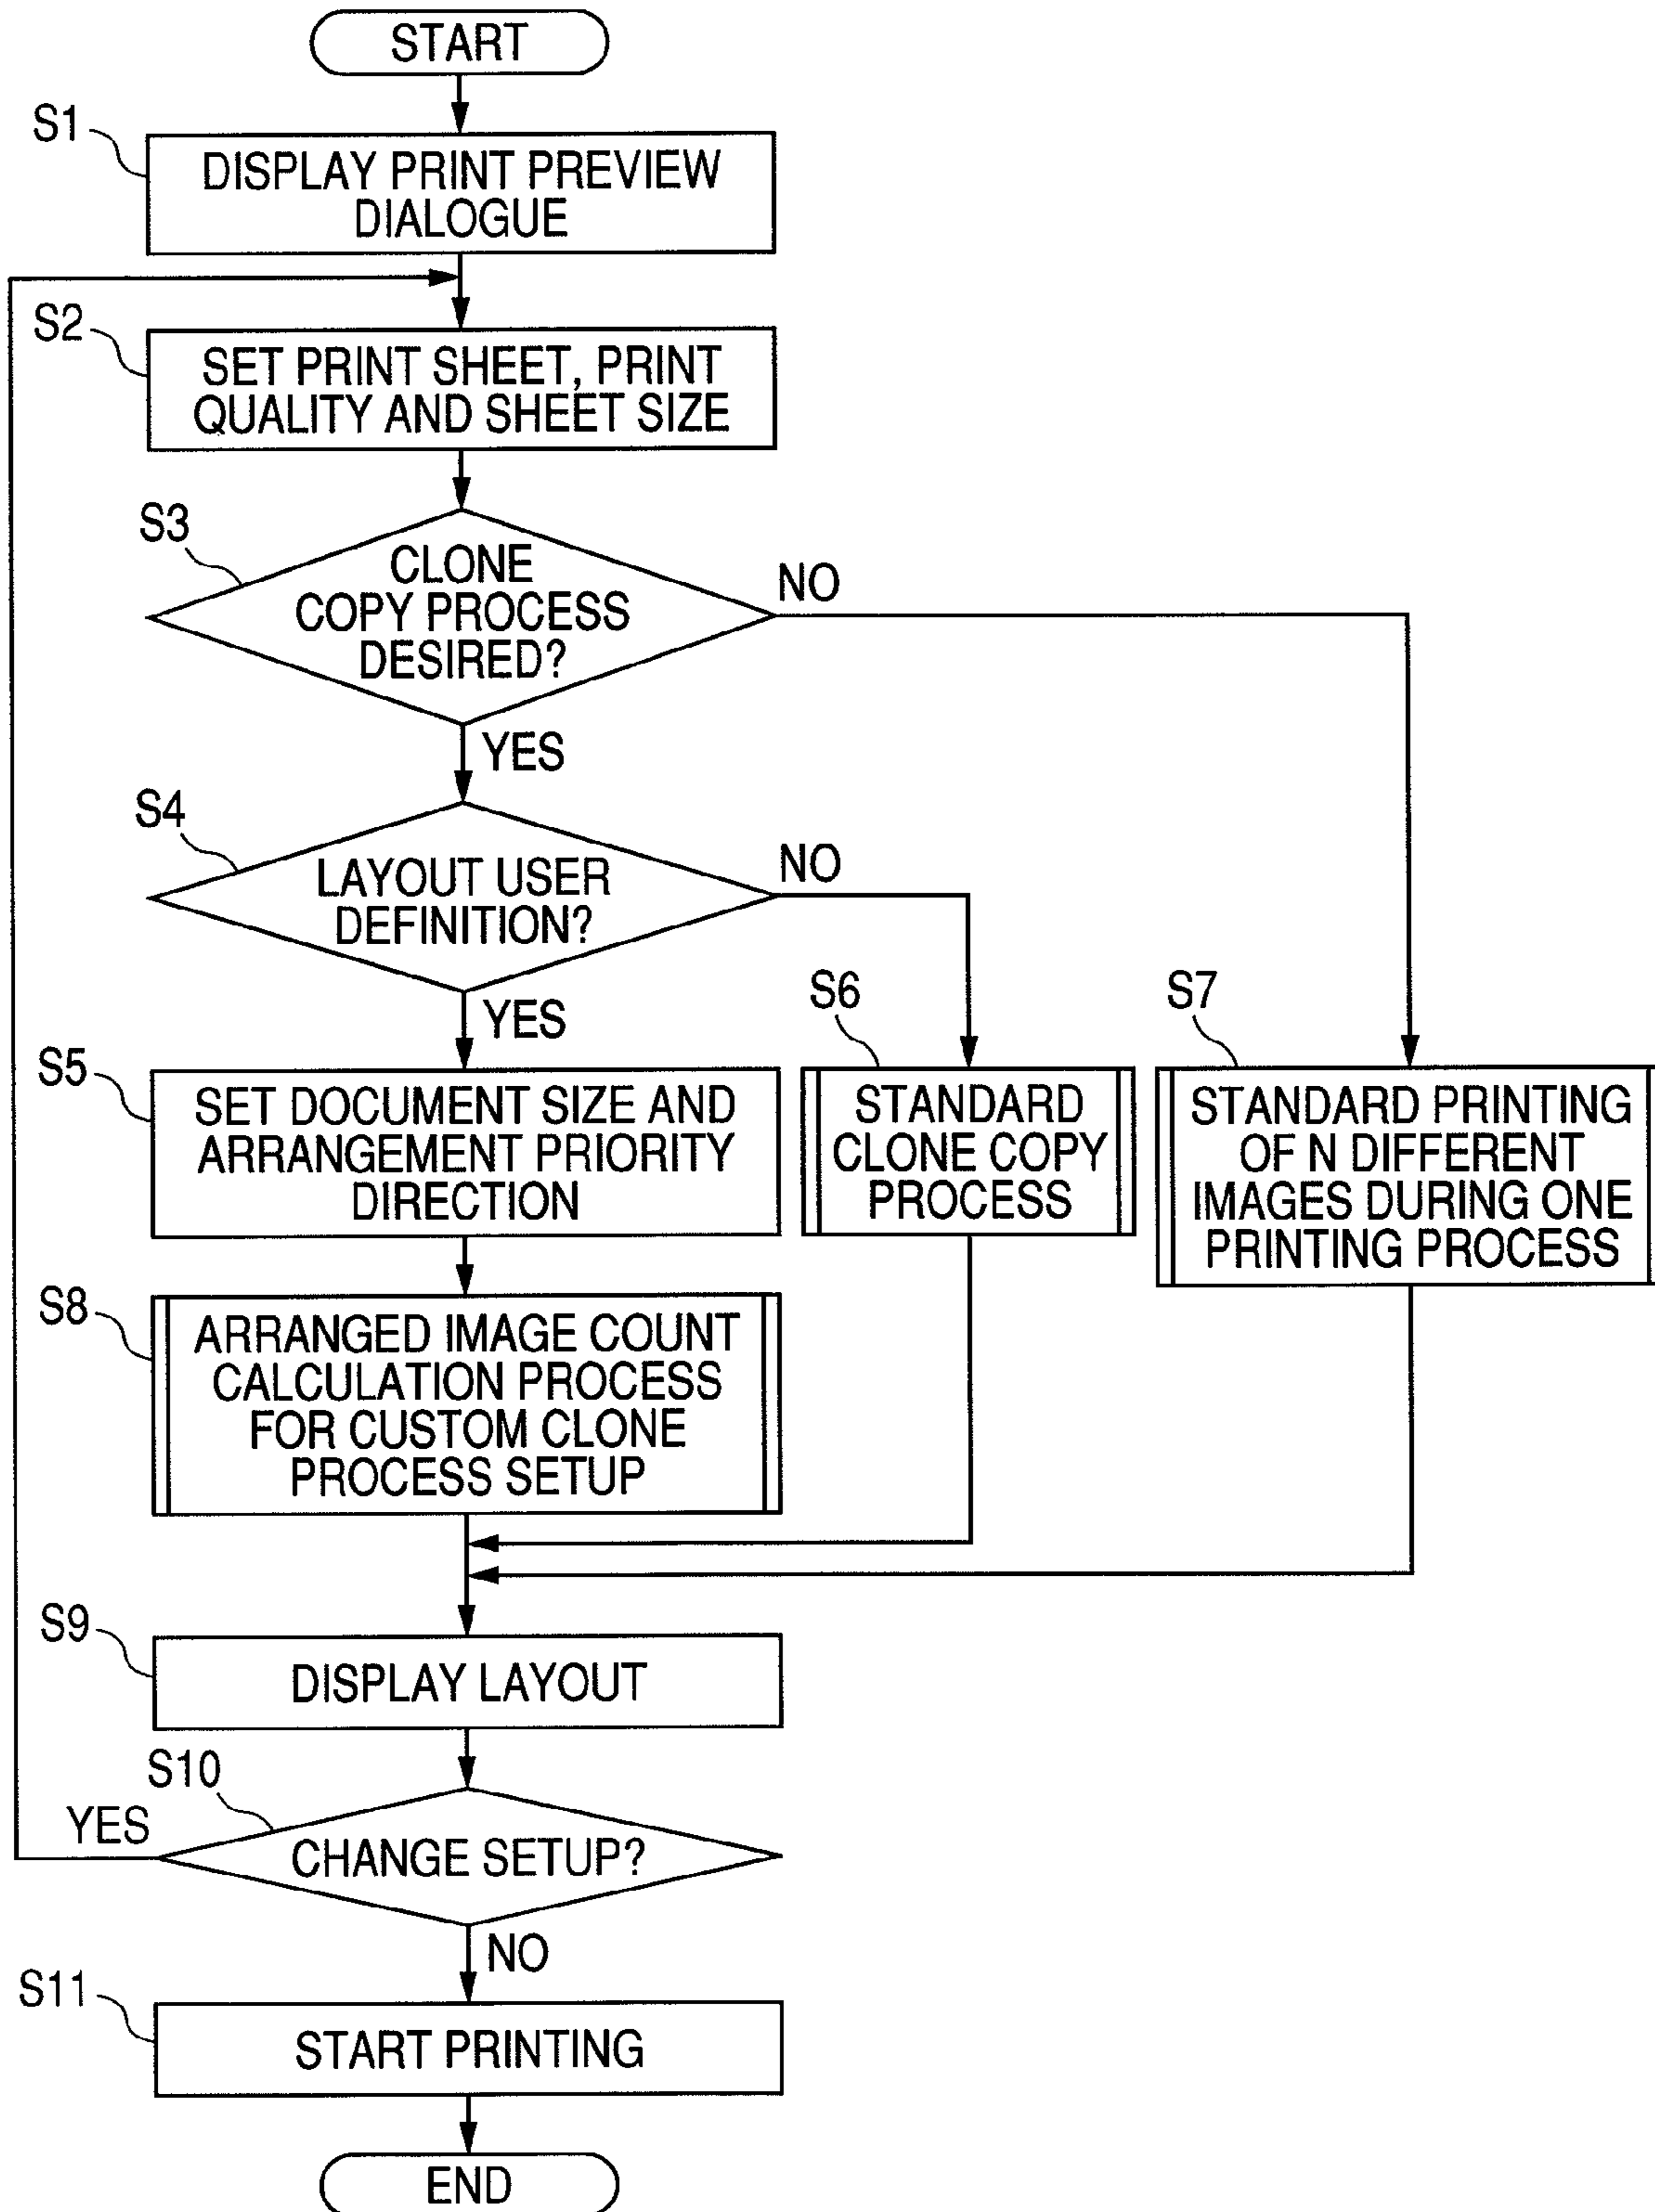 START
S1
DISPLAY PRINT PREVIEW
DIALOGUE
S2
SET PRINT SHEET, PRINT
QUALITY AND SHEET SIZE
S3
CLONE
COPY PROCESS
DESIRED?
NO
YES
S4
LAYOUT USER
DEFINITION?
NO
YES
S5
SET DOCUMENT SIZE AND
ARRANGEMENT PRIORITY
DIRECTION
S6
STANDARD
CLONE COPY
PROCESS
S7
STANDARD PRINTING
OF N DIFFERENT
IMAGES DURING ONE
PRINTING PROCESS
S8
ARRANGED IMAGE COUNT
CALCULATION PROCESS
FOR CUSTOM CLONE
PROCESS SETUP
S9
DISPLAY LAYOUT
S10
YES
CHANGE SETUP?
NO
S11
START PRINTING
END